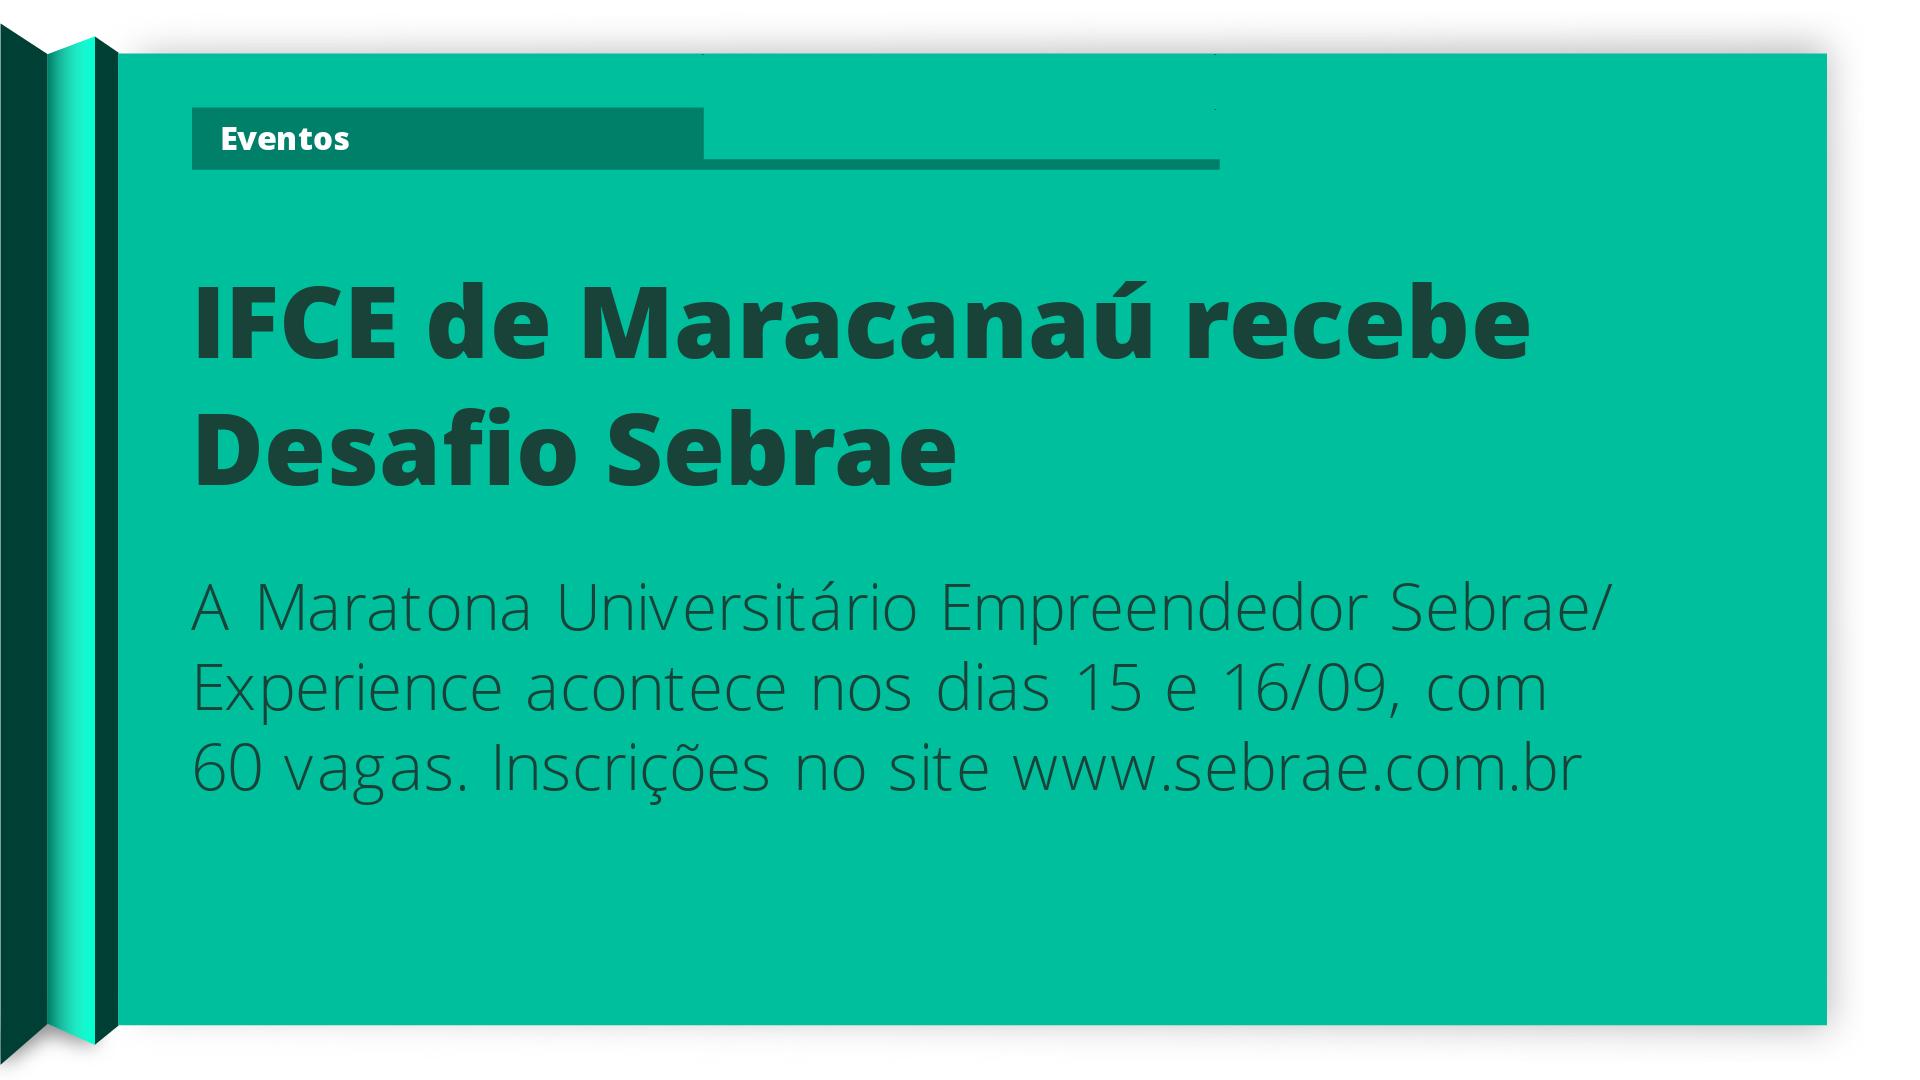 Eventos
IFCE de Maracanaú recebe
Desafio Sebrae
A Maratona Universitário Empreendedor Sebrae/
Experience acontece nos dias 15 e 16/09, com
60 vagas. Inscrições no site www.sebrae.com.br